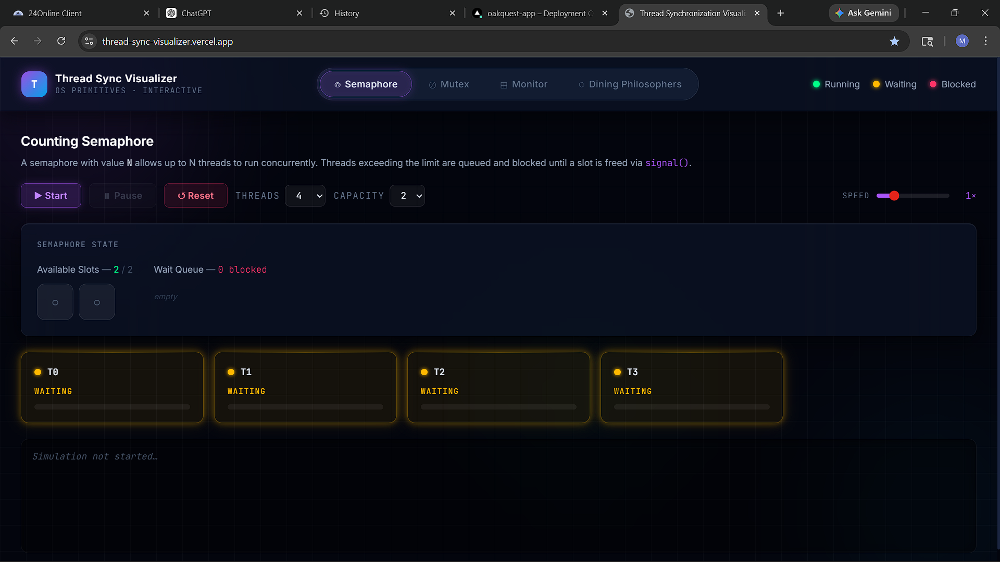 24Online Client
ChatGPT
History
oakquest-app – Deployment O
Thread Synchronization Visuali
Ask Gemini
thread-sync-visualizer.vercel.app
M
T
Thread Sync Visualizer
OS PRIMITIVES · INTERACTIVE
Semaphore
Mutex
Monitor
Dining Philosophers
Running
Waiting
Blocked
Counting Semaphore
A semaphore with value N allows up to N threads to run concurrently. Threads exceeding the limit are queued and blocked until a slot is freed via signal().
Start
Pause
Reset
THREADS
4
CAPACITY
2
SPEED
1×
SEMAPHORE STATE
Available Slots — 2 / 2
Wait Queue — 0 blocked
empty
T0
WAITING
T1
WAITING
T2
WAITING
T3
WAITING
Simulation not started…